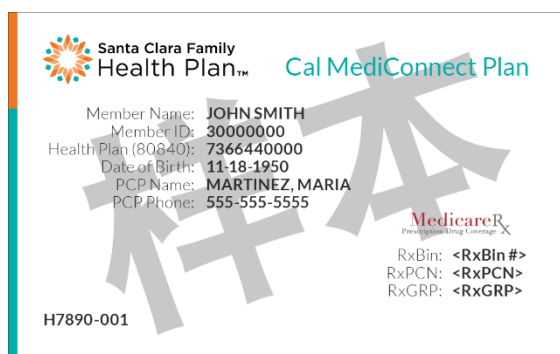 Santa Clara Family
Health Plan™
Cal MediConnect Plan
样本
Member Name: JOHN SMITH
Member ID: 30000000
Health Plan (80840): 7366440000
Date of Birth: 11-18-1950
PCP Name: MARTINEZ, MARIA
PCP Phone: 555-555-5555
MedicareRx
Prescription Drug Coverage
RxBin: <RxBin #>
RxPCN: <RxPCN>
RxGRP: <RxGRP>
H7890-001